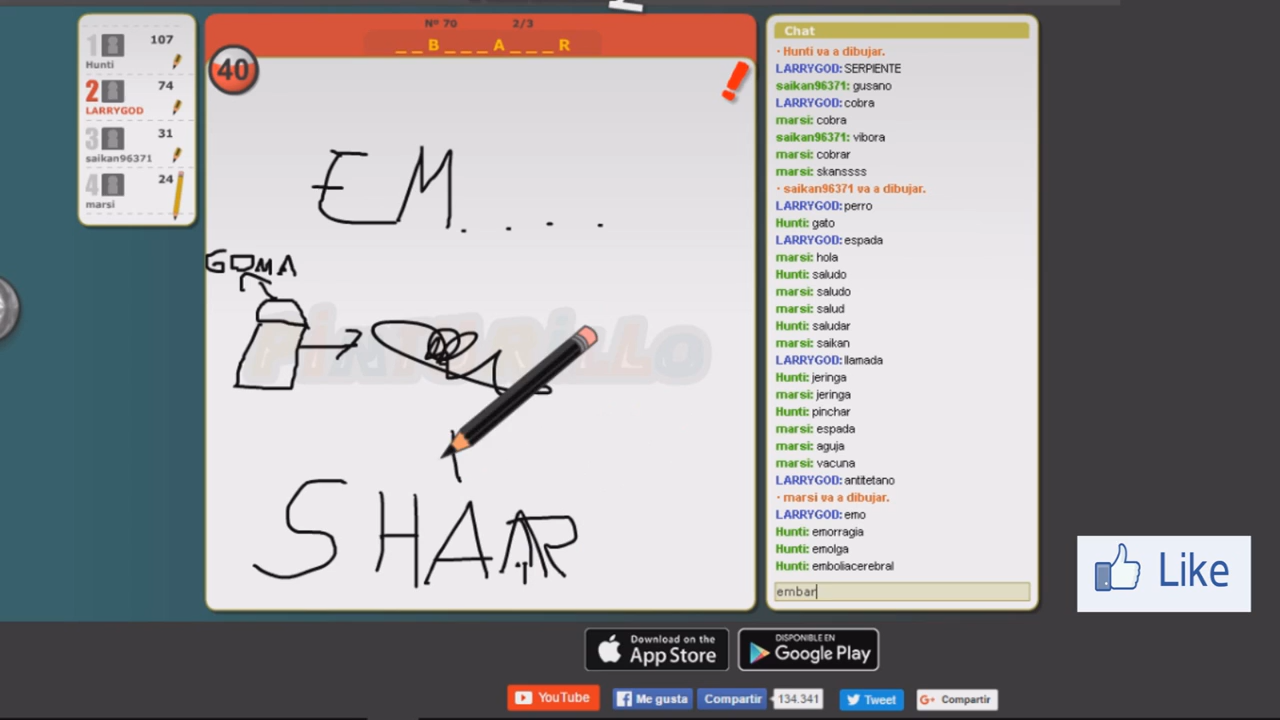 1 107
Hunti
2 74
LARRYGOD
3 31
saikan96371
4 24
marsi
Nº 70 2/3
_ _ B _ _ _ A _ _ _ R
40
EM. . . .
GOMA
PINTURILLO
SHAR
Chat
· Hunti va a dibujar.
LARRYGOD: SERPIENTE
saikan96371: gusano
LARRYGOD: cobra
marsi: cobra
saikan96371: vibora
marsi: cobrar
marsi: skanssss
· saikan96371 va a dibujar.
LARRYGOD: perro
Hunti: gato
LARRYGOD: espada
marsi: hola
Hunti: saludo
marsi: saludo
marsi: salud
Hunti: saludar
marsi: saikan
LARRYGOD: llamada
Hunti: jeringa
marsi: jeringa
Hunti: pinchar
marsi: espada
marsi: aguja
marsi: vacuna
LARRYGOD: antitetano
· marsi va a dibujar.
LARRYGOD: emo
Hunti: emorragia
Hunti: emolga
Hunti: emboliacerebral
embar
Like
Download on the
App Store
DISPONIBLE EN
Google Play
YouTube
Me gusta
Compartir
134.341
Tweet
G+ Compartir